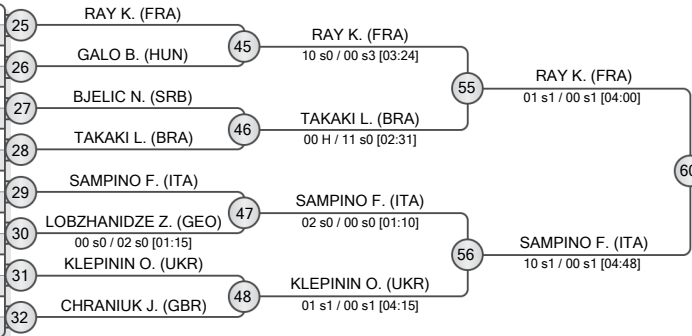 25
RAY K. (FRA)
26
GALO B. (HUN)
45
RAY K. (FRA)
10 s0 / 00 s3 [03:24]
27
BJELIC N. (SRB)
28
TAKAKI L. (BRA)
46
TAKAKI L. (BRA)
00 H / 11 s0 [02:31]
55
RAY K. (FRA)
01 s1 / 00 s1 [04:00]
29
SAMPINO F. (ITA)
30
LOBZHANIDZE Z. (GEO)
00 s0 / 02 s0 [01:15]
47
SAMPINO F. (ITA)
02 s0 / 00 s0 [01:10]
31
KLEPININ O. (UKR)
32
CHRANIUK J. (GBR)
48
KLEPININ O. (UKR)
01 s1 / 00 s1 [04:15]
56
SAMPINO F. (ITA)
10 s1 / 00 s1 [04:48]
60